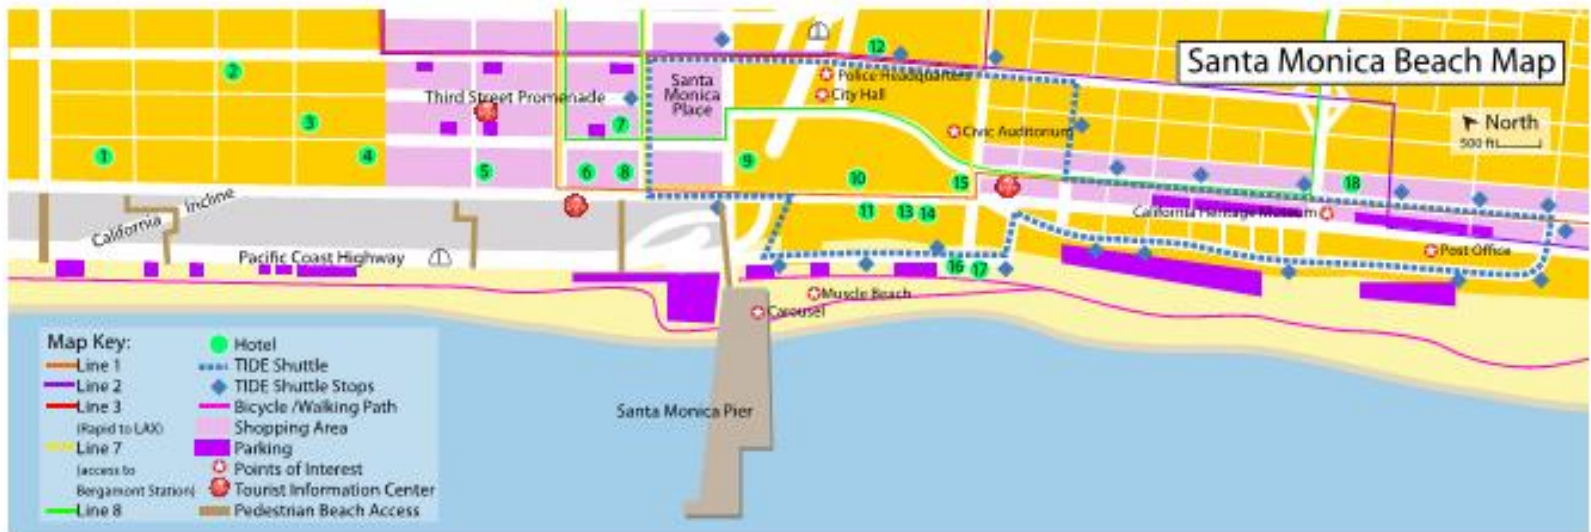 Santa Monica Beach Map
North
500 ft
12
2
Police Headquarters
Santa
Monica
Place
City Hall
Third Street Promenade
3
7
Civic Auditorium
1
4
5
6
8
9
10
15
18
11
13
14
California Heritage Museum
California Incline
Pacific Coast Highway
Post Office
16
17
Muscle Beach
Carousel
Santa Monica Pier
Map Key:
Line 1
Line 2
Line 3
(Rapid to LAX)
Line 7
(access to
Bergamont Station)
Line 8
Hotel
TIDE Shuttle
TIDE Shuttle Stops
Bicycle /Walking Path
Shopping Area
Parking
Points of Interest
Tourist Information Center
Pedestrian Beach Access